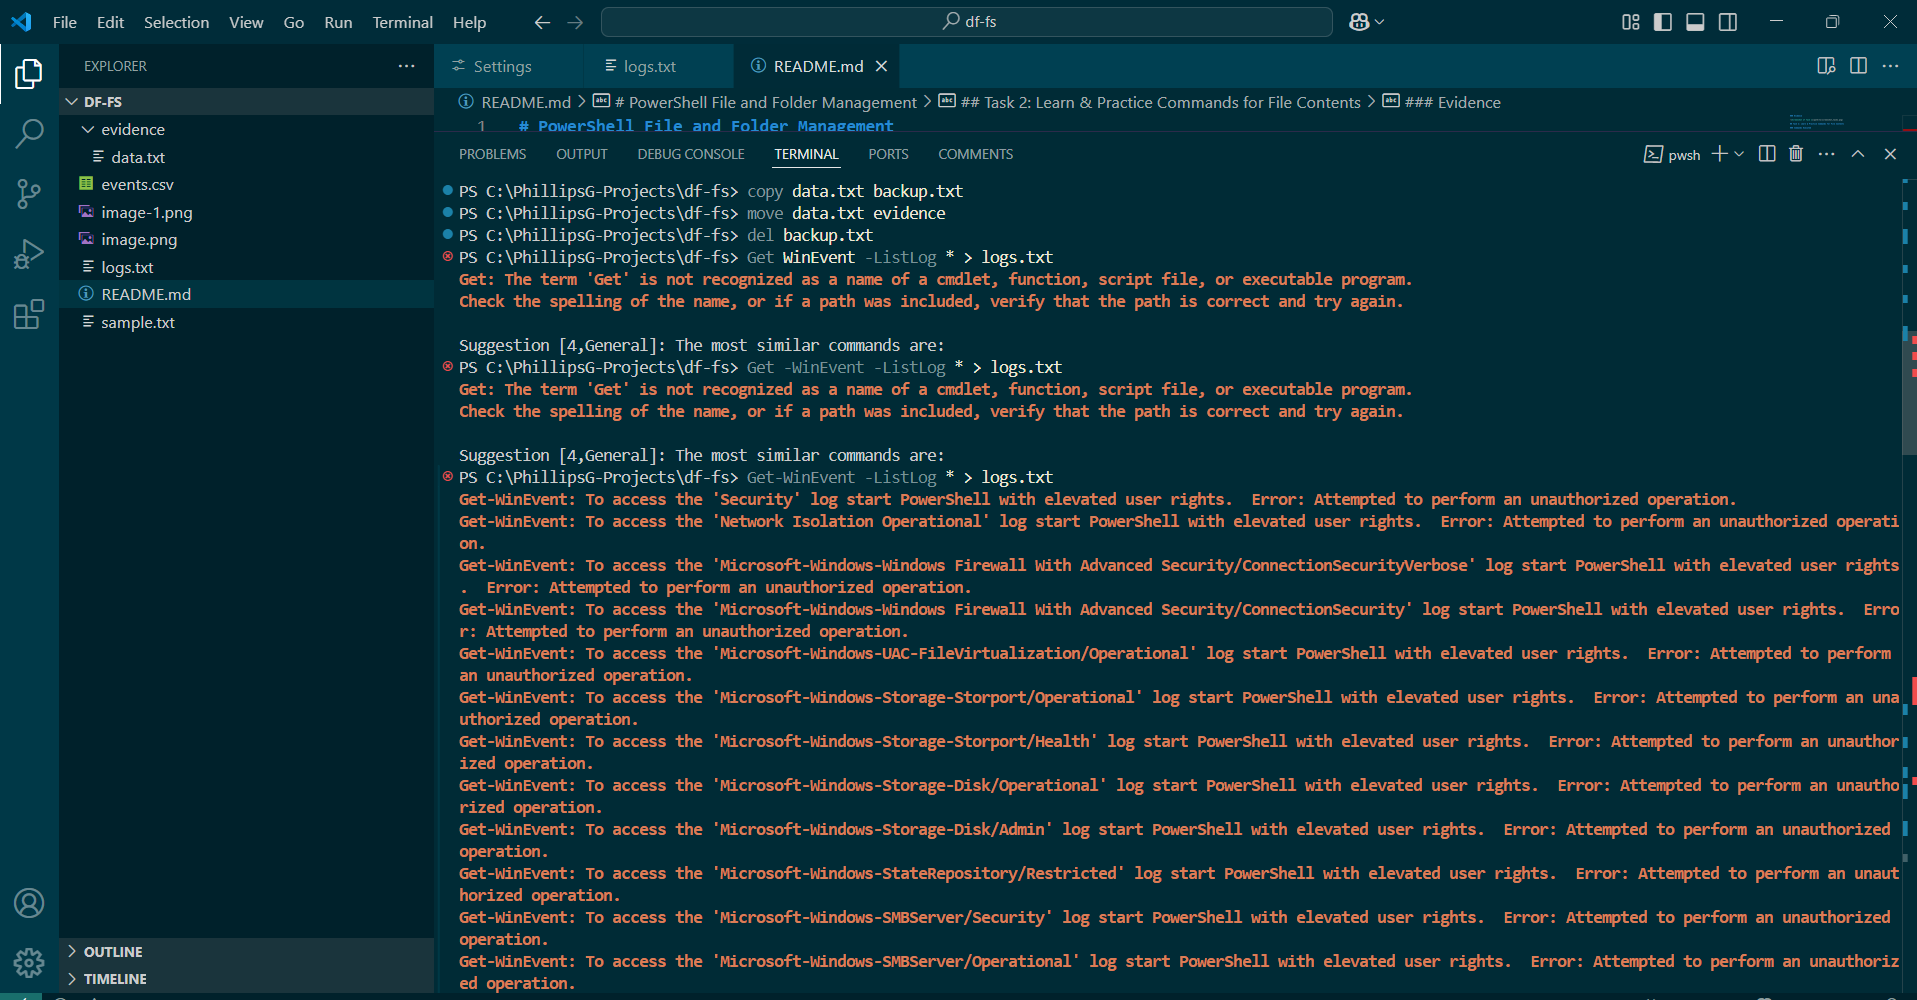 File Edit Selection View Go Run Terminal Help
df-fs
EXPLORER
Settings
logs.txt
README.md
DF-FS
README.md > # PowerShell File and Folder Management > ## Task 2: Learn & Practice Commands for File Contents > ### Evidence
evidence
1 # PowerShell File and Folder Management
data.txt
PROBLEMS OUTPUT DEBUG CONSOLE TERMINAL PORTS COMMENTS
pwsh
events.csv
image-1.png
image.png
logs.txt
README.md
sample.txt
PS C:\PhillipsG-Projects\df-fs> copy data.txt backup.txt
PS C:\PhillipsG-Projects\df-fs> move data.txt evidence
PS C:\PhillipsG-Projects\df-fs> del backup.txt
PS C:\PhillipsG-Projects\df-fs> Get WinEvent -ListLog * > logs.txt
Get: The term 'Get' is not recognized as a name of a cmdlet, function, script file, or executable program.
Check the spelling of the name, or if a path was included, verify that the path is correct and try again.
Suggestion [4,General]: The most similar commands are:
PS C:\PhillipsG-Projects\df-fs> Get -WinEvent -ListLog * > logs.txt
Get: The term 'Get' is not recognized as a name of a cmdlet, function, script file, or executable program.
Check the spelling of the name, or if a path was included, verify that the path is correct and try again.
Suggestion [4,General]: The most similar commands are:
PS C:\PhillipsG-Projects\df-fs> Get-WinEvent -ListLog * > logs.txt
Get-WinEvent: To access the 'Security' log start PowerShell with elevated user rights.  Error: Attempted to perform an unauthorized operation.
Get-WinEvent: To access the 'Network Isolation Operational' log start PowerShell with elevated user rights.  Error: Attempted to perform an unauthorized operati
on.
Get-WinEvent: To access the 'Microsoft-Windows-Windows Firewall With Advanced Security/ConnectionSecurityVerbose' log start PowerShell with elevated user rights
.  Error: Attempted to perform an unauthorized operation.
Get-WinEvent: To access the 'Microsoft-Windows-Windows Firewall With Advanced Security/ConnectionSecurity' log start PowerShell with elevated user rights.  Erro
r: Attempted to perform an unauthorized operation.
Get-WinEvent: To access the 'Microsoft-Windows-UAC-FileVirtualization/Operational' log start PowerShell with elevated user rights.  Error: Attempted to perform
an unauthorized operation.
Get-WinEvent: To access the 'Microsoft-Windows-Storage-Storport/Operational' log start PowerShell with elevated user rights.  Error: Attempted to perform an una
uthorized operation.
Get-WinEvent: To access the 'Microsoft-Windows-Storage-Storport/Health' log start PowerShell with elevated user rights.  Error: Attempted to perform an unauthor
ized operation.
Get-WinEvent: To access the 'Microsoft-Windows-Storage-Disk/Operational' log start PowerShell with elevated user rights.  Error: Attempted to perform an unautho
rized operation.
Get-WinEvent: To access the 'Microsoft-Windows-Storage-Disk/Admin' log start PowerShell with elevated user rights.  Error: Attempted to perform an unauthorized
operation.
Get-WinEvent: To access the 'Microsoft-Windows-StateRepository/Restricted' log start PowerShell with elevated user rights.  Error: Attempted to perform an unaut
horized operation.
Get-WinEvent: To access the 'Microsoft-Windows-SMBServer/Security' log start PowerShell with elevated user rights.  Error: Attempted to perform an unauthorized
operation.
Get-WinEvent: To access the 'Microsoft-Windows-SMBServer/Operational' log start PowerShell with elevated user rights.  Error: Attempted to perform an unauthoriz
ed operation.
OUTLINE
TIMELINE